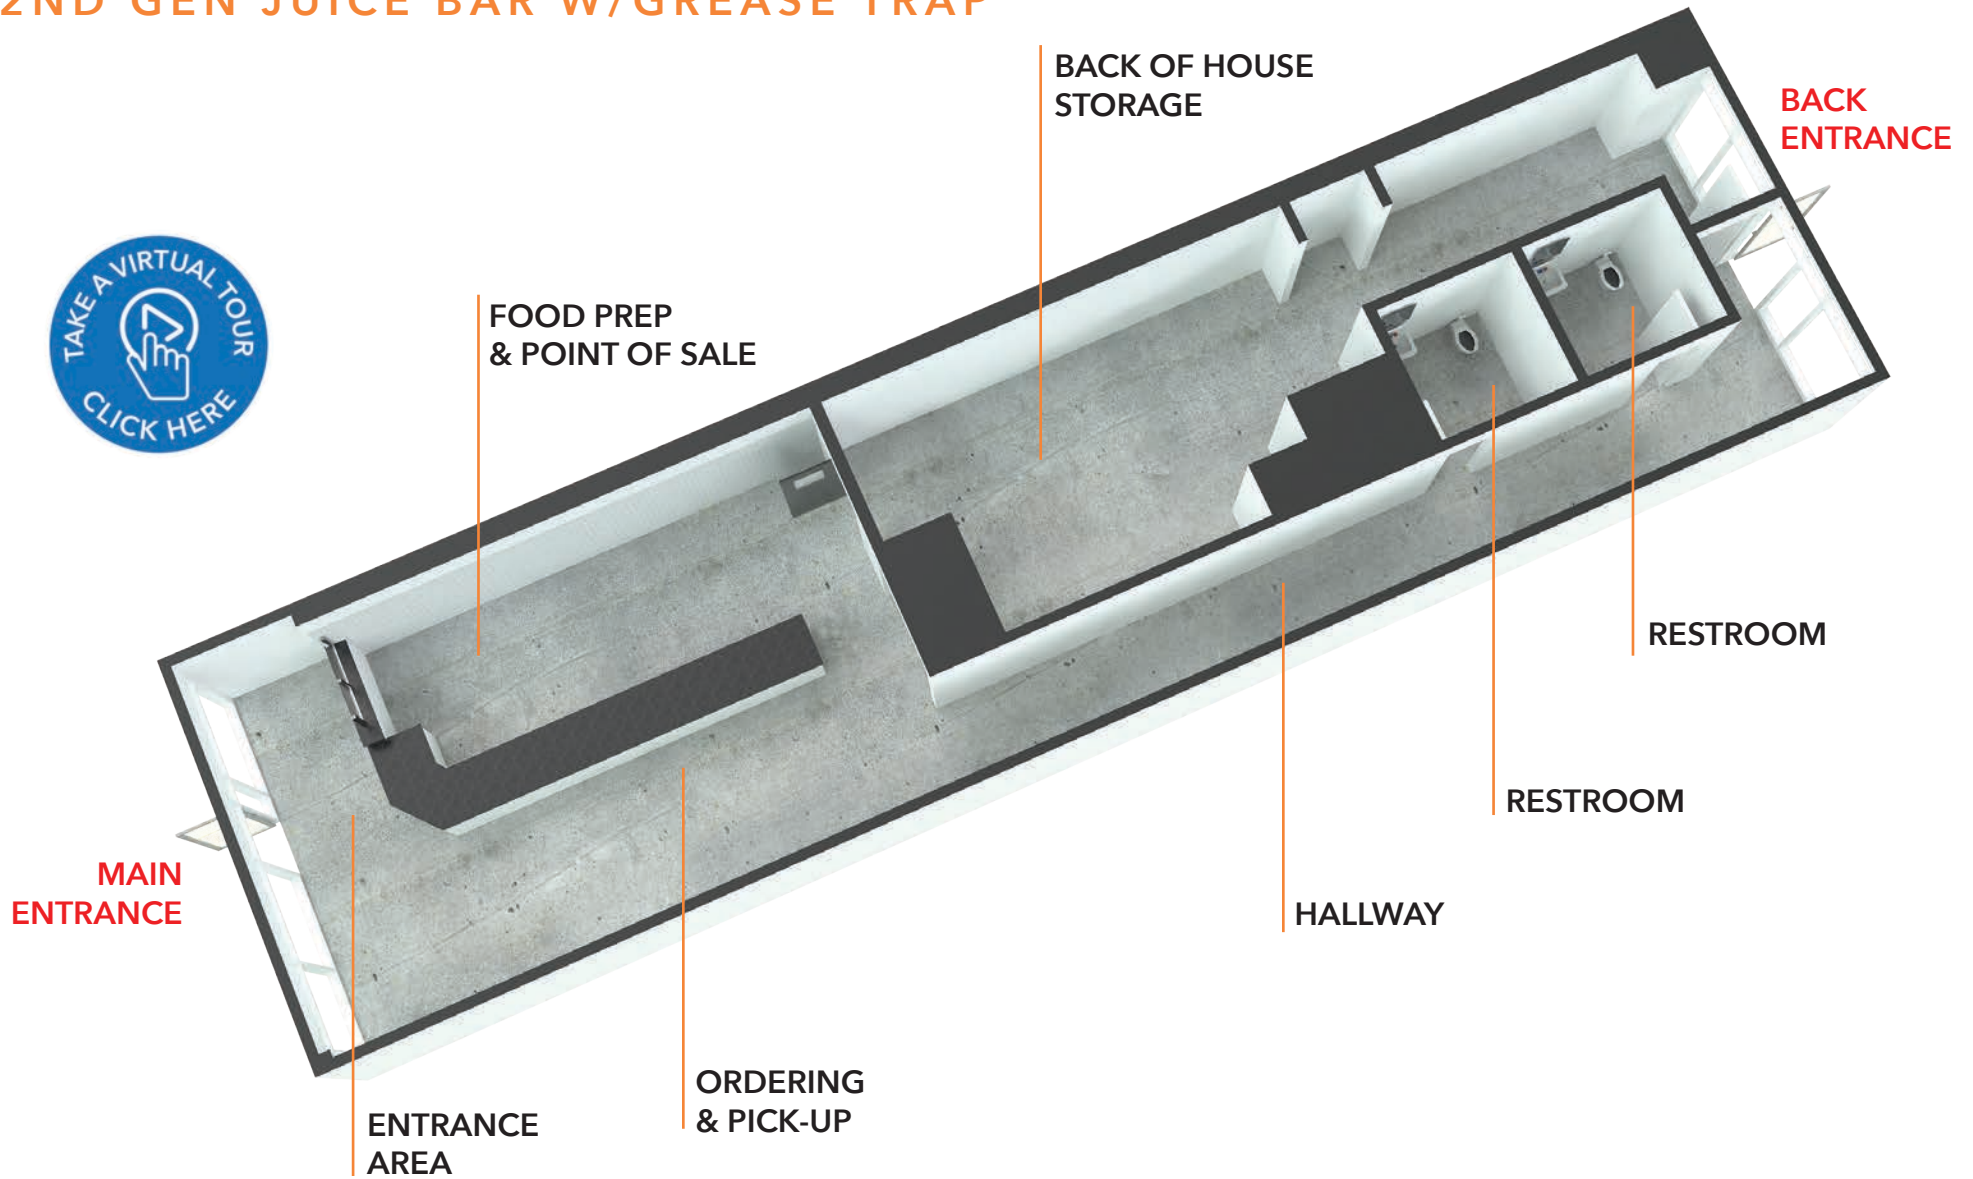 2ND GEN JUICE BAR W/GREASE TRAP
BACK OF HOUSE
STORAGE
BACK
ENTRANCE
TAKE A VIRTUAL TOUR
CLICK HERE
FOOD PREP
& POINT OF SALE
RESTROOM
RESTROOM
MAIN
ENTRANCE
HALLWAY
ORDERING
& PICK-UP
ENTRANCE
AREA